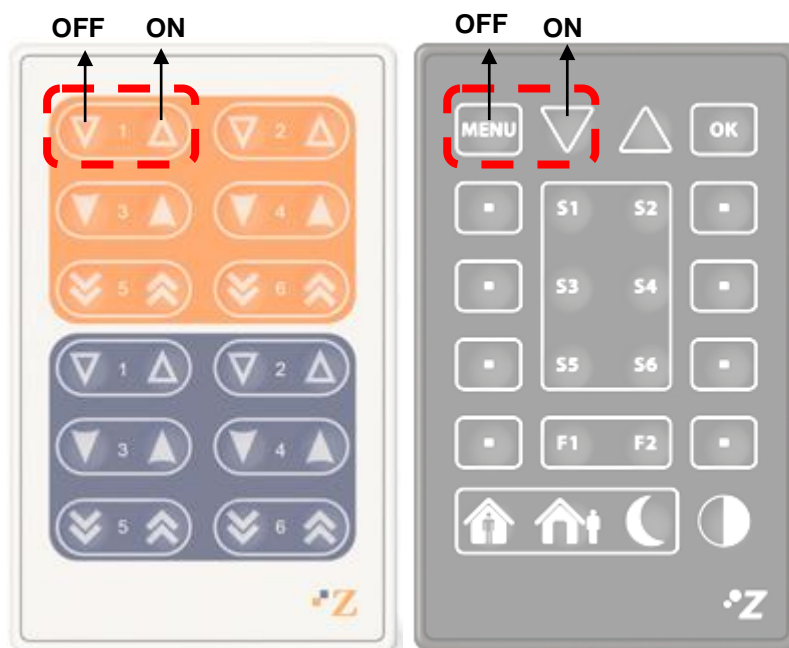 OFF ON
1 2
3 4
5 6
1 2
3 4
5 6
Z
OFF ON
MENU OK
S1 S2
S3 S4
S5 S6
F1 F2
Z